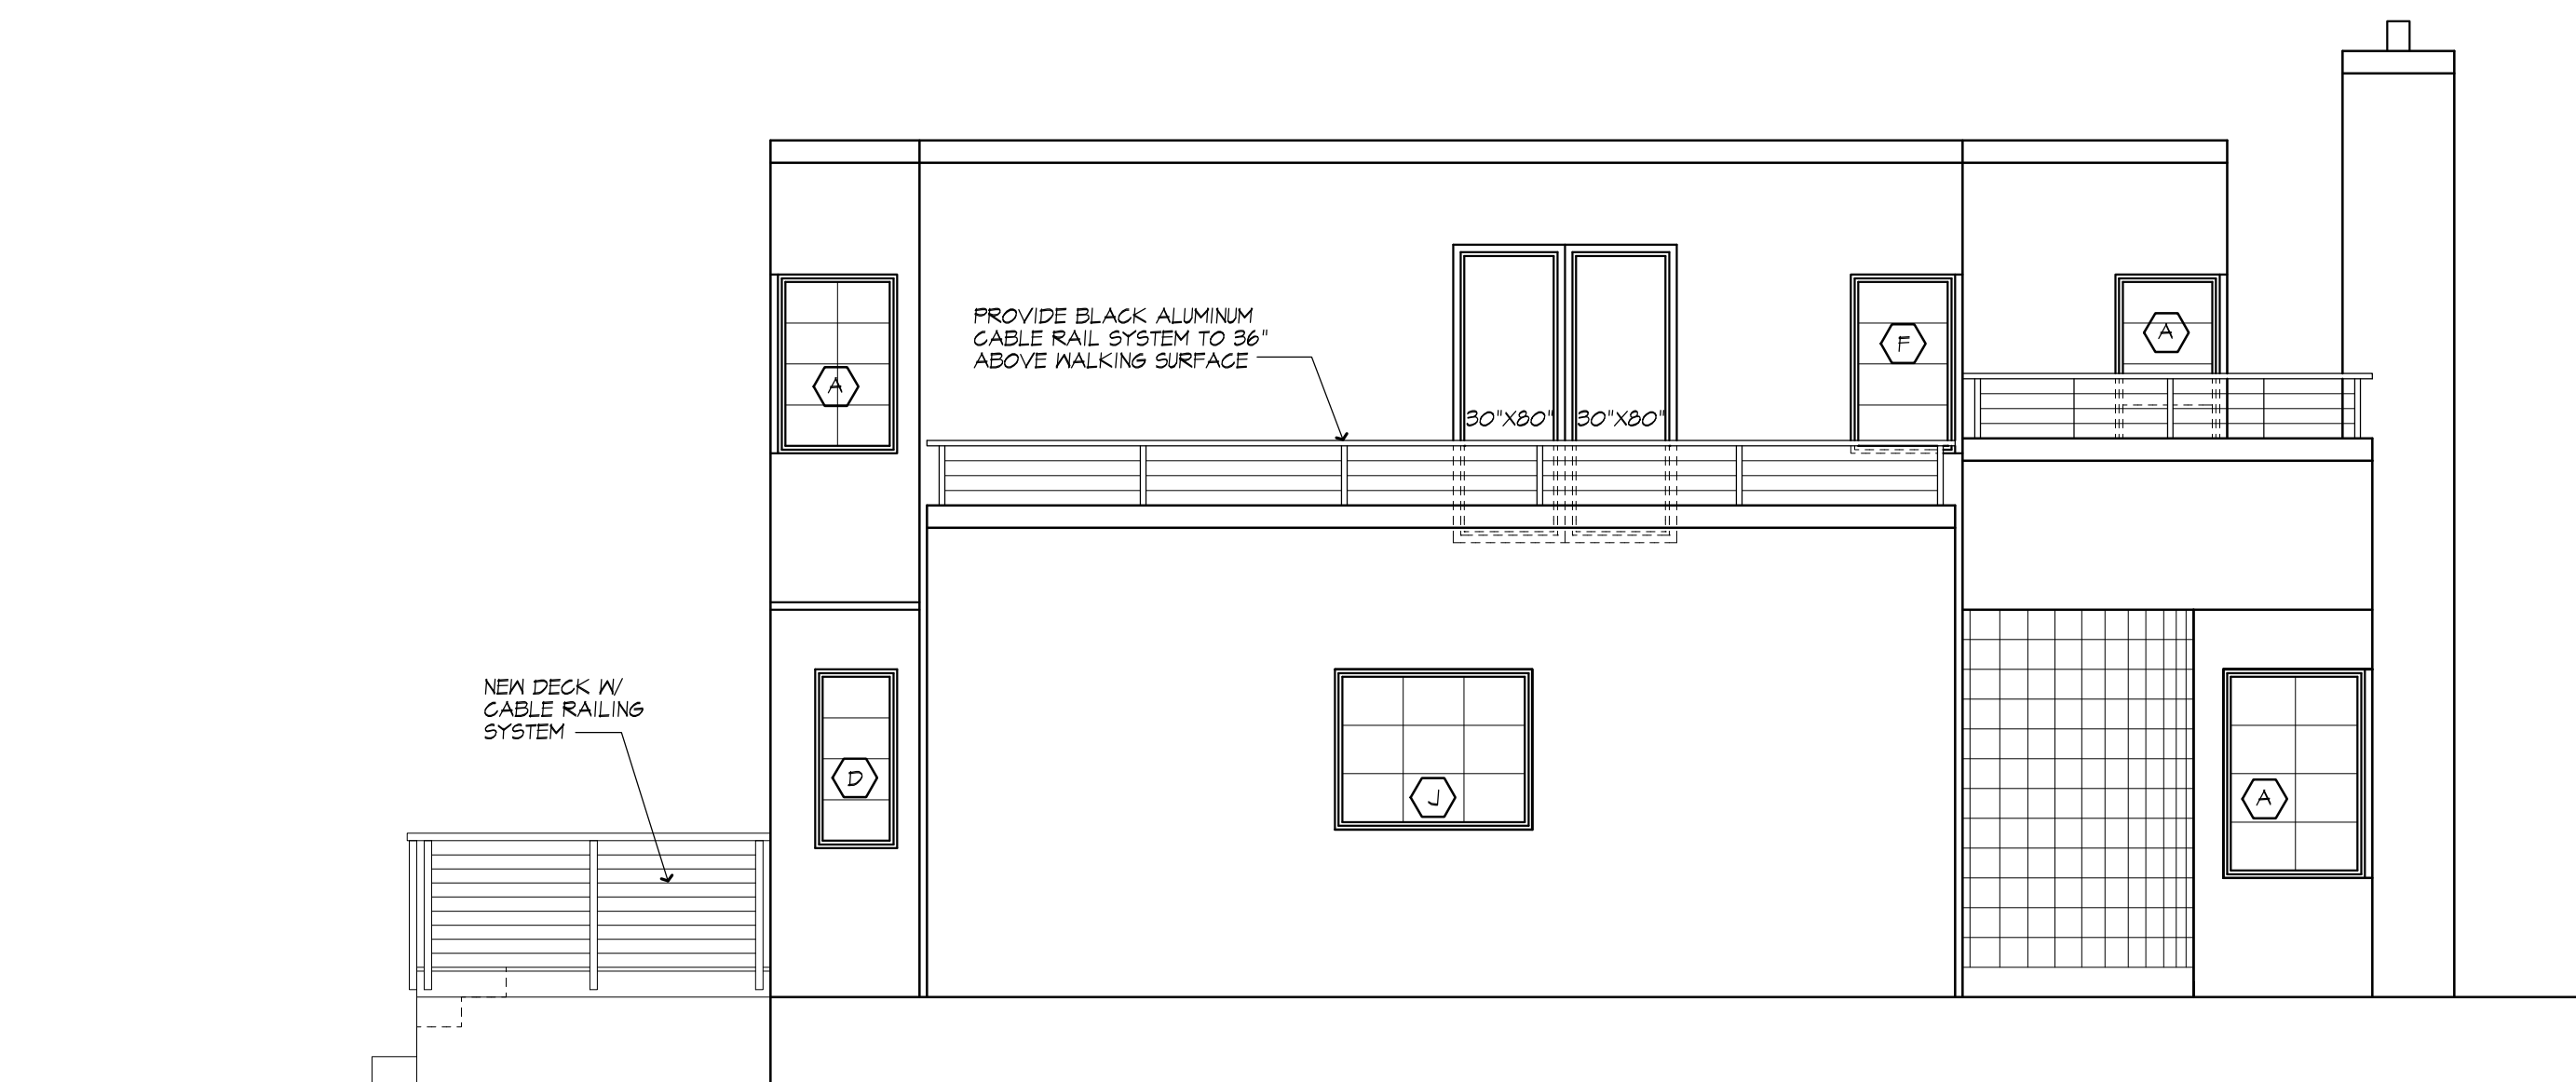 PROVIDE BLACK ALUMINUM
CABLE RAIL SYSTEM TO 36"
ABOVE WALKING SURFACE
A
F
A
30"X80"
30"X80"
NEW DECK W/
CABLE RAILING
SYSTEM
D
J
A